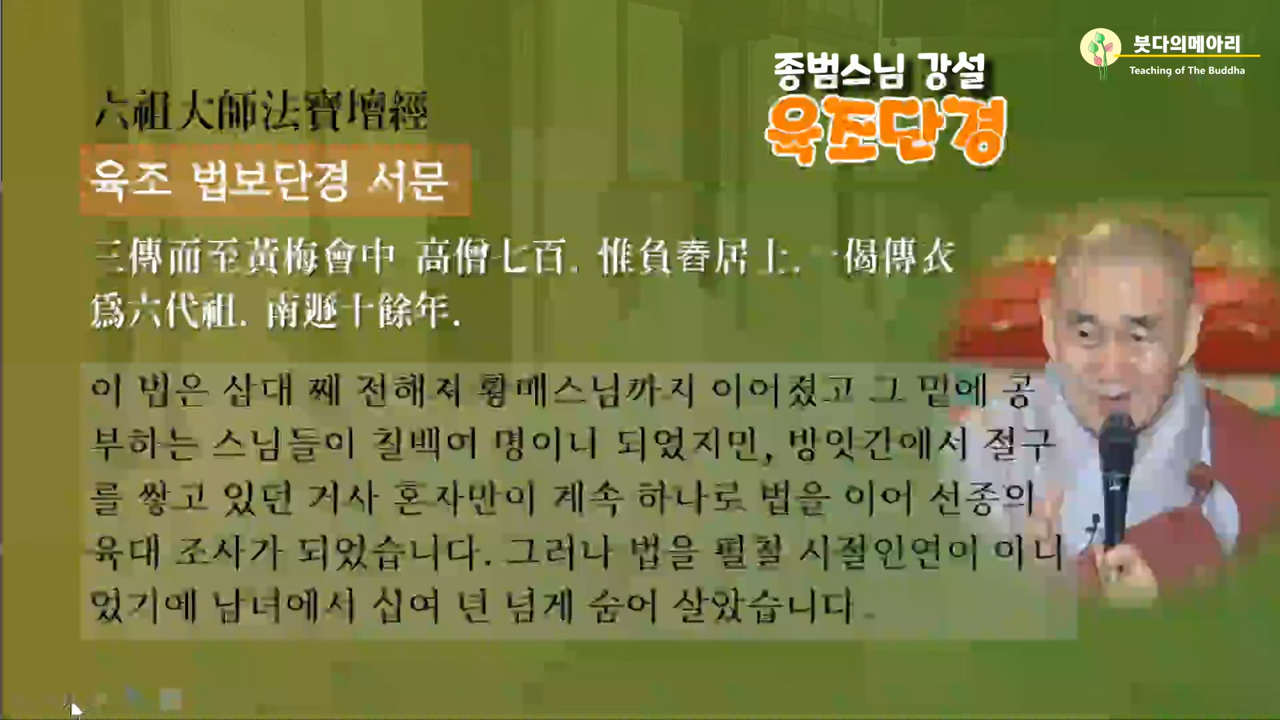 붓다의메아리
Teaching of The Buddha
종범스님 강설
육조단경
六祖大師法寶壇經
육조 법보단경 서문
三傳而至黃梅會中 高僧七百. 惟負舂居上. 一偈傳衣
爲六代祖. 南遯十餘年.
이 법은 삼대 째 전해져 황매스님까지 이어졌고 그 밑에 공
부하는 스님들이 칠백여 명이나 되었지만, 방앗간에서 절구
를 쌓고 있던 거사 혼자만이 계속 하나로 법을 이어 선종의
육대 조사가 되었습니다. 그러나 법을 펼칠 시절인연이 아니
었기에 남녀에서 십여 년 넘게 숨어 살았습니다.